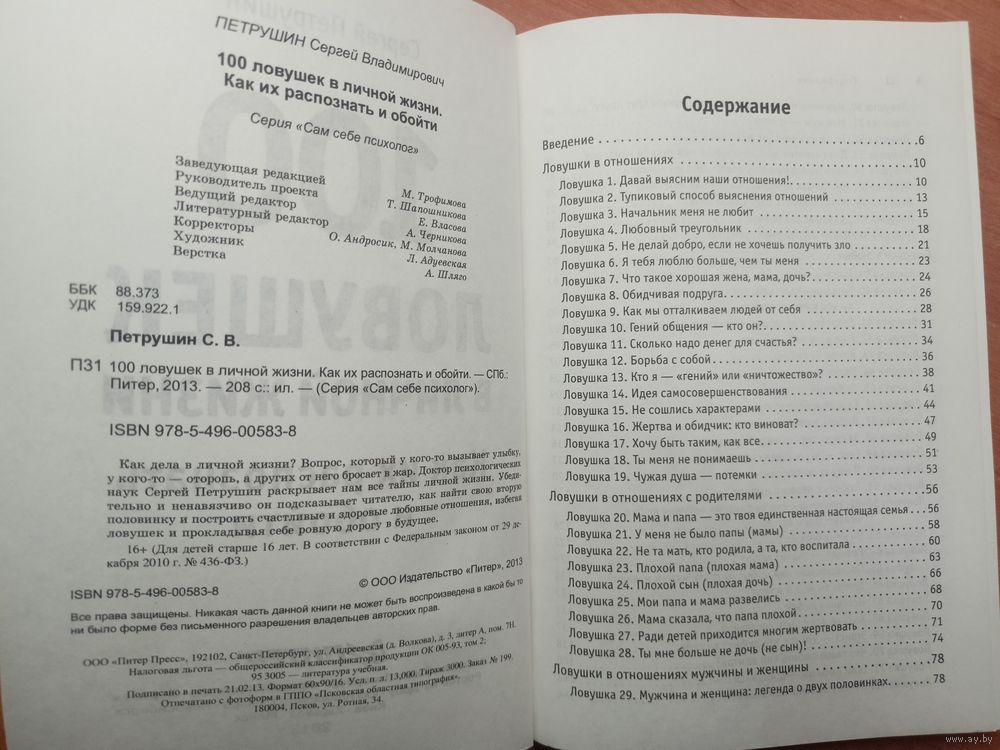 ПЕТРУШИН Сергей Владимирович
100 ловушек в личной жизни.
Как их распознать и обойти
Серия «Сам себе психолог»
Заведующая редакцией М. Трофимова
Руководитель проекта Т. Шапошникова
Ведущий редактор Е. Власова
Литературный редактор А. Черникова
Корректоры О. Андросик, М. Молчанова
Художник Л. Адуевская
Верстка А. Шляго
ББК 88.373
УДК 159.922.1
Петрушин С. В.
П31 100 ловушек в личной жизни. Как их распознать и обойти. — СПб.:
Питер, 2013. — 208 с.: ил. — (Серия «Сам себе психолог»).
ISBN 978-5-496-00583-8
Как дела в личной жизни? Вопрос, который у кого-то вызывает улыбку,
у кого-то — оторопь, а других от него бросает в жар. Доктор психологических
наук Сергей Петрушин раскрывает нам все тайны личной жизни. Убеди-
тельно и ненавязчиво он подсказывает читателю, как найти свою вторую
половинку и построить счастливые и здоровые любовные отношения, избегая
ловушек и прокладывая себе ровную дорогу в будущее.
16+ (Для детей старше 16 лет. В соответствии с Федеральным законом от 29 де-
кабря 2010 г. № 436-ФЗ.)
© ООО Издательство «Питер», 2013
ISBN 978-5-496-00583-8
Все права защищены. Никакая часть данной книги не может быть воспроизведена в какой бы то
ни было форме без письменного разрешения владельцев авторских прав.
ООО «Питер Пресс», 192102, Санкт-Петербург, ул. Андреевская (д. Волкова), д. 3, литер А, пом. 7Н.
Налоговая льгота — общероссийский классификатор продукции ОК 005-93, том 2;
95 3005 — литература учебная.
Подписано в печать 21.02.13. Формат 60х90/16. Усл. п. л. 13,000. Тираж 3000. Заказ № 199.
Отпечатано с фотоформ в ГППО «Псковская областная типография».
180004, Псков, ул. Ротная, 34.
Содержание
Введение 6
Ловушки в отношениях 10
Ловушка 1. Давай выясним наши отношения! 10
Ловушка 2. Тупиковый способ выяснения отношений 13
Ловушка 3. Начальник меня не любит 15
Ловушка 4. Любовный треугольник 18
Ловушка 5. Не делай добро, если не хочешь получить зло 21
Ловушка 6. Я тебя люблю больше, чем ты меня 23
Ловушка 7. Что такое хорошая жена, мама, дочь? 24
Ловушка 8. Обидчивая подруга 26
Ловушка 9. Как мы отталкиваем людей от себя 28
Ловушка 10. Гений общения — кто он? 31
Ловушка 11. Сколько надо денег для счастья? 34
Ловушка 12. Борьба с собой 36
Ловушка 13. Кто я — «гений» или «ничтожество»? 38
Ловушка 14. Идея самосовершенствования 41
Ловушка 15. Не сошлись характерами 44
Ловушка 16. Жертва и обидчик: кто виноват? 47
Ловушка 17. Хочу быть таким, как все 49
Ловушка 18. Ты меня не понимаешь 51
Ловушка 19. Чужая душа — потемки 53
Ловушки в отношениях с родителями 56
Ловушка 20. Мама и папа — это твоя единственная настоящая семья 56
Ловушка 21. У меня не было папы (мамы) 58
Ловушка 22. Не та мать, кто родила, а та, кто воспитала 60
Ловушка 23. Плохой папа (плохая мама) 63
Ловушка 24. Плохой сын (плохая дочь) 66
Ловушка 25. Мои папа и мама развелись 68
Ловушка 26. Мама сказала, что папа плохой 70
Ловушка 27. Ради детей приходится многим жертвовать 71
Ловушка 28. Ты мне больше не дочь (не сын)! 74
Ловушки в отношениях мужчины и женщины 78
Ловушка 29. Мужчина и женщина: легенда о двух половинках 78
www.ay.by